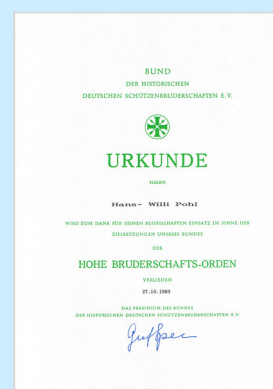 BUND
DER HISTORISCHEN
DEUTSCHEN SCHÜTZENBRUDERSCHAFTEN E. V.
URKUNDE
HERRN
Hans- Willi Pohl
WIRD ZUM DANK FÜR SEINEN BEISPIELHAFTEN EINSATZ IM SINNE DER
ZIELSETZUNGEN UNSERES BUNDES
DER
HOHE BRUDERSCHAFTS-ORDEN
VERLIEHEN
27.10.1989
DAS PRÄSIDIUM DES BUNDES
DER HISTORISCHEN DEUTSCHEN SCHÜTZENBRUDERSCHAFTEN E.V.